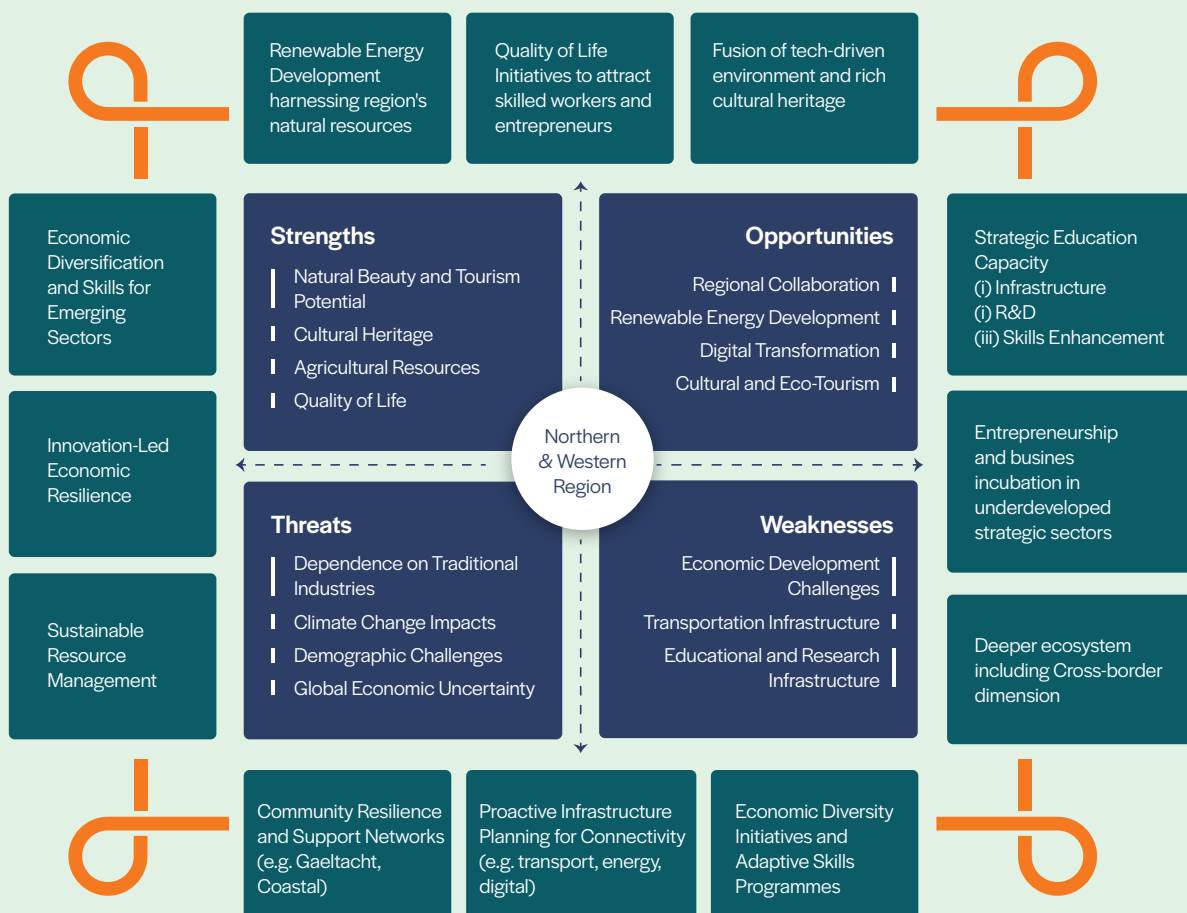 Renewable Energy
Development
harnessing region's
natural resources
Quality of Life
Initiatives to attract
skilled workers and
entrepreneurs
Fusion of tech-driven
environment and rich
cultural heritage
Economic
Diversification
and Skills for
Emerging
Sectors
Innovation-Led
Economic
Resilience
Sustainable
Resource
Management
Strengths
Natural Beauty and Tourism
Potential
Cultural Heritage
Agricultural Resources
Quality of Life
Opportunities
Regional Collaboration
Renewable Energy Development
Digital Transformation
Cultural and Eco-Tourism
Northern
& Western
Region
Threats
Dependence on Traditional
Industries
Climate Change Impacts
Demographic Challenges
Global Economic Uncertainty
Weaknesses
Economic Development
Challenges
Transportation Infrastructure
Educational and Research
Infrastructure
Strategic Education
Capacity
(i) Infrastructure
(i) R&D
(iii) Skills Enhancement
Entrepreneurship
and busines
incubation in
underdeveloped
strategic sectors
Deeper ecosystem
including Cross-border
dimension
Community Resilience
and Support Networks
(e.g. Gaeltacht,
Coastal)
Proactive Infrastructure
Planning for Connectivity
(e.g. transport, energy,
digital)
Economic Diversity
Initiatives and
Adaptive Skills
Programmes